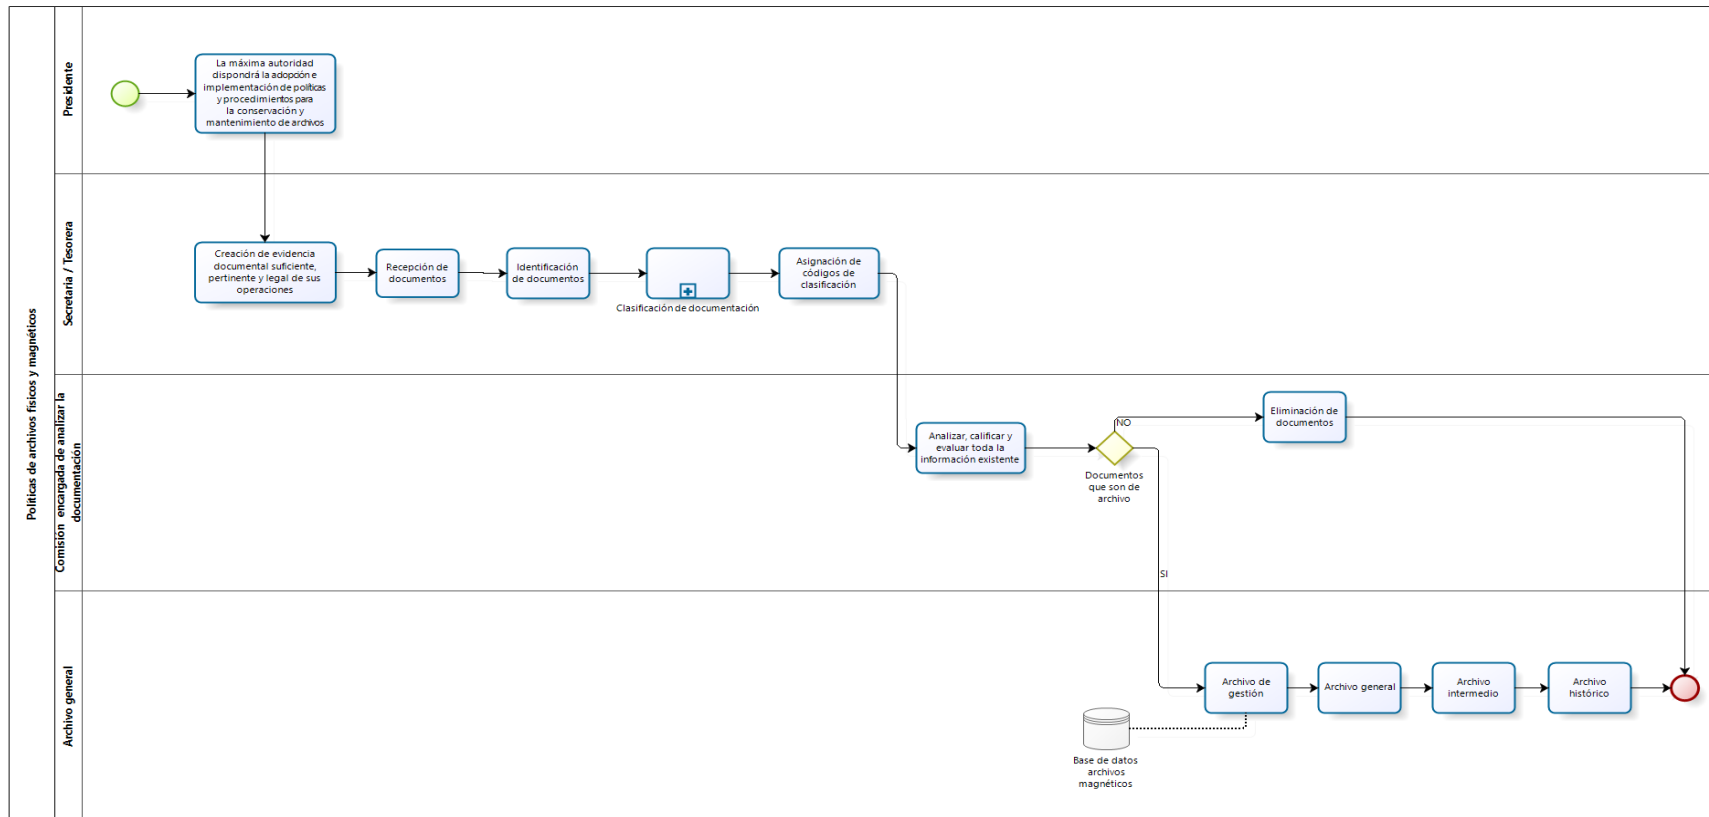 Políticas de archivos físicos y magnéticos
Presidente
La máxima autoridad
dispondrá la adopción e
implementación de políticas
y procedimientos para
la conservación y
mantenimiento de archivos
Secretaria / Tesorera
Creación de evidencia
documental suficiente,
pertinente y legal de sus
operaciones
Recepción de
documentos
Identificación
de documentos
Clasificación de documentación
Asignación de
códigos de
clasificación
Comisión encargada de analizar la
documentación
Analizar, calificar y
evaluar toda la
información existente
NO
Documentos
que son de
archivo
Eliminación de
documentos
SI
Archivo general
Archivo de
gestión
Archivo general
Archivo
intermedio
Archivo
histórico
Base de datos
archivos
magnéticos